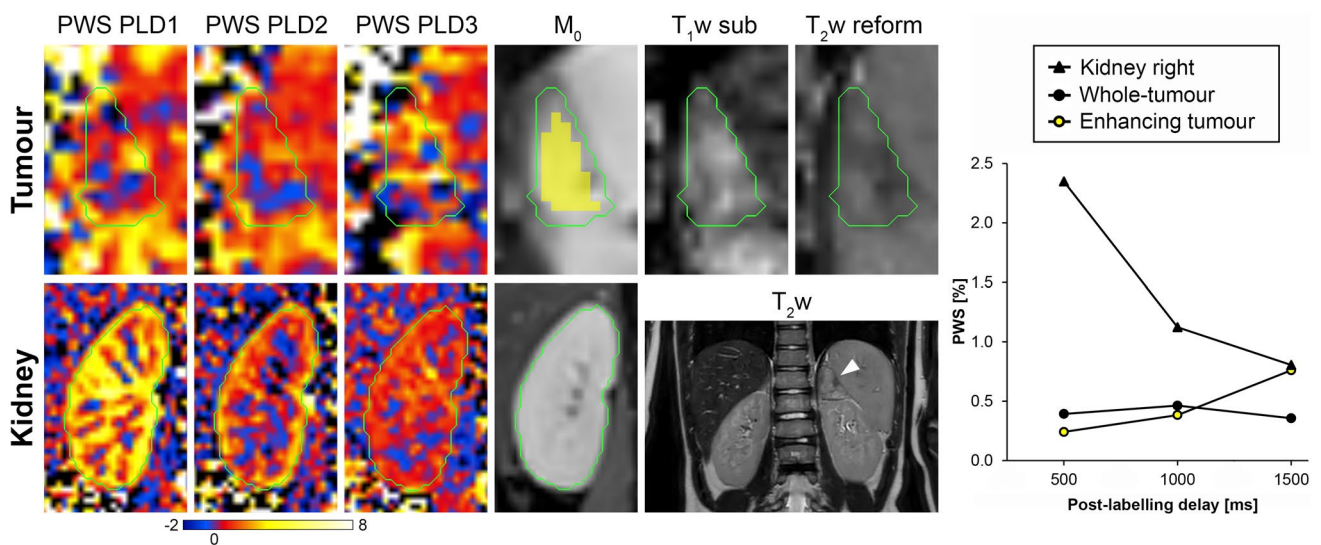 PWS PLD1 PWS PLD2 PWS PLD3 M0 T1w sub T2w reform
Tumour
Kidney
T2w
-2 8
0
Kidney right
Whole-tumour
Enhancing tumour
PWS [%]
2.5
2.0
1.5
1.0
0.5
0.0
500 1000 1500
Post-labelling delay [ms]